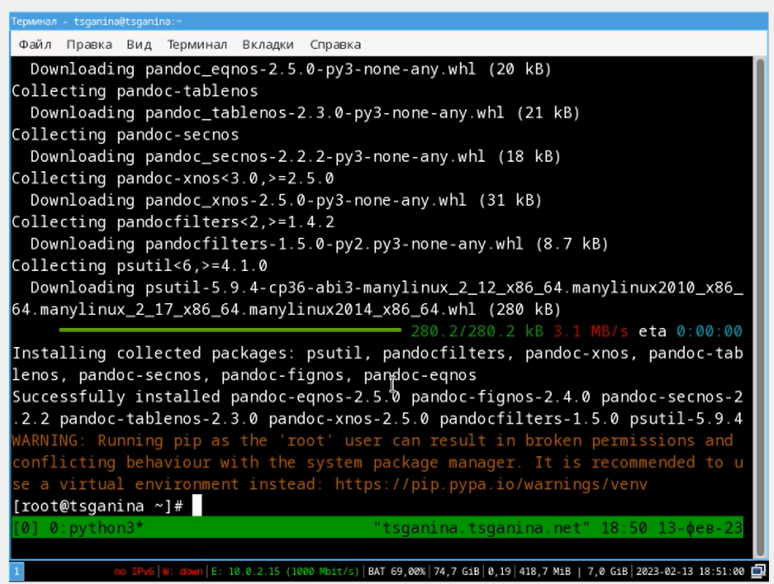 Терминал - tsganina@tsganina:~
Файл Правка Вид Терминал Вкладки Справка
Downloading pandoc_eqnos-2.5.0-py3-none-any.whl (20 kB)
Collecting pandoc-tablenos
Downloading pandoc_tablenos-2.3.0-py3-none-any.whl (21 kB)
Collecting pandoc-secnos
Downloading pandoc_secnos-2.2.2-py3-none-any.whl (18 kB)
Collecting pandoc-xnos<3.0,>=2.5.0
Downloading pandoc_xnos-2.5.0-py3-none-any.whl (31 kB)
Collecting pandocfilters<2,>=1.4.2
Downloading pandocfilters-1.5.0-py2.py3-none-any.whl (8.7 kB)
Collecting psutil<6,>=4.1.0
Downloading psutil-5.9.4-cp36-abi3-manylinux_2_12_x86_64.manylinux2010_x86_
64.manylinux_2_17_x86_64.manylinux2014_x86_64.whl (280 kB)
280.2/280.2 kB 3.1 MB/s eta 0:00:00
Installing collected packages: psutil, pandocfilters, pandoc-xnos, pandoc-tab
lenos, pandoc-secnos, pandoc-fignos, pandoc-eqnos
Successfully installed pandoc-eqnos-2.5.0 pandoc-fignos-2.4.0 pandoc-secnos-2
.2.2 pandoc-tablenos-2.3.0 pandoc-xnos-2.5.0 pandocfilters-1.5.0 psutil-5.9.4
WARNING: Running pip as the 'root' user can result in broken permissions and
conflicting behaviour with the system package manager. It is recommended to u
se a virtual environment instead: https://pip.pypa.io/warnings/venv
[root@tsganina ~]#
[0] 0:python3* "tsganina.tsganina.net" 18:50 13-фев-23
1 no IPv6 | W: down | E: 10.0.2.15 (1000 Mbit/s) | BAT 69,00% | 74,7 GiB | 0,19 | 418,7 MiB | 7,0 GiB | 2023-02-13 18:51:00